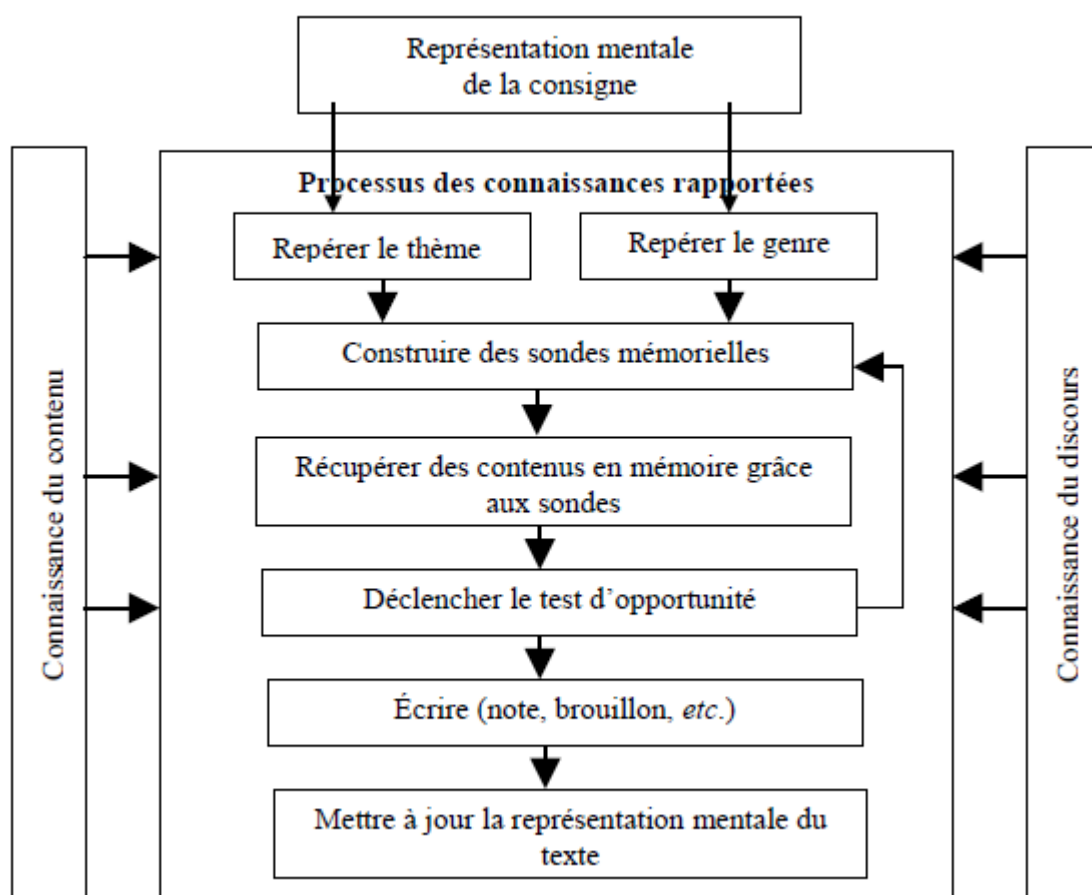 Représentation mentale
de la consigne
Processus des connaissances rapportées
Repérer le thème
Repérer le genre
Construire des sondes mémorielles
Récupérer des contenus en mémoire grâce
aux sondes
Déclencher le test d’opportunité
Écrire (note, brouillon, etc.)
Mettre à jour la représentation mentale du
texte
Connaissance du contenu
Connaissance du discours